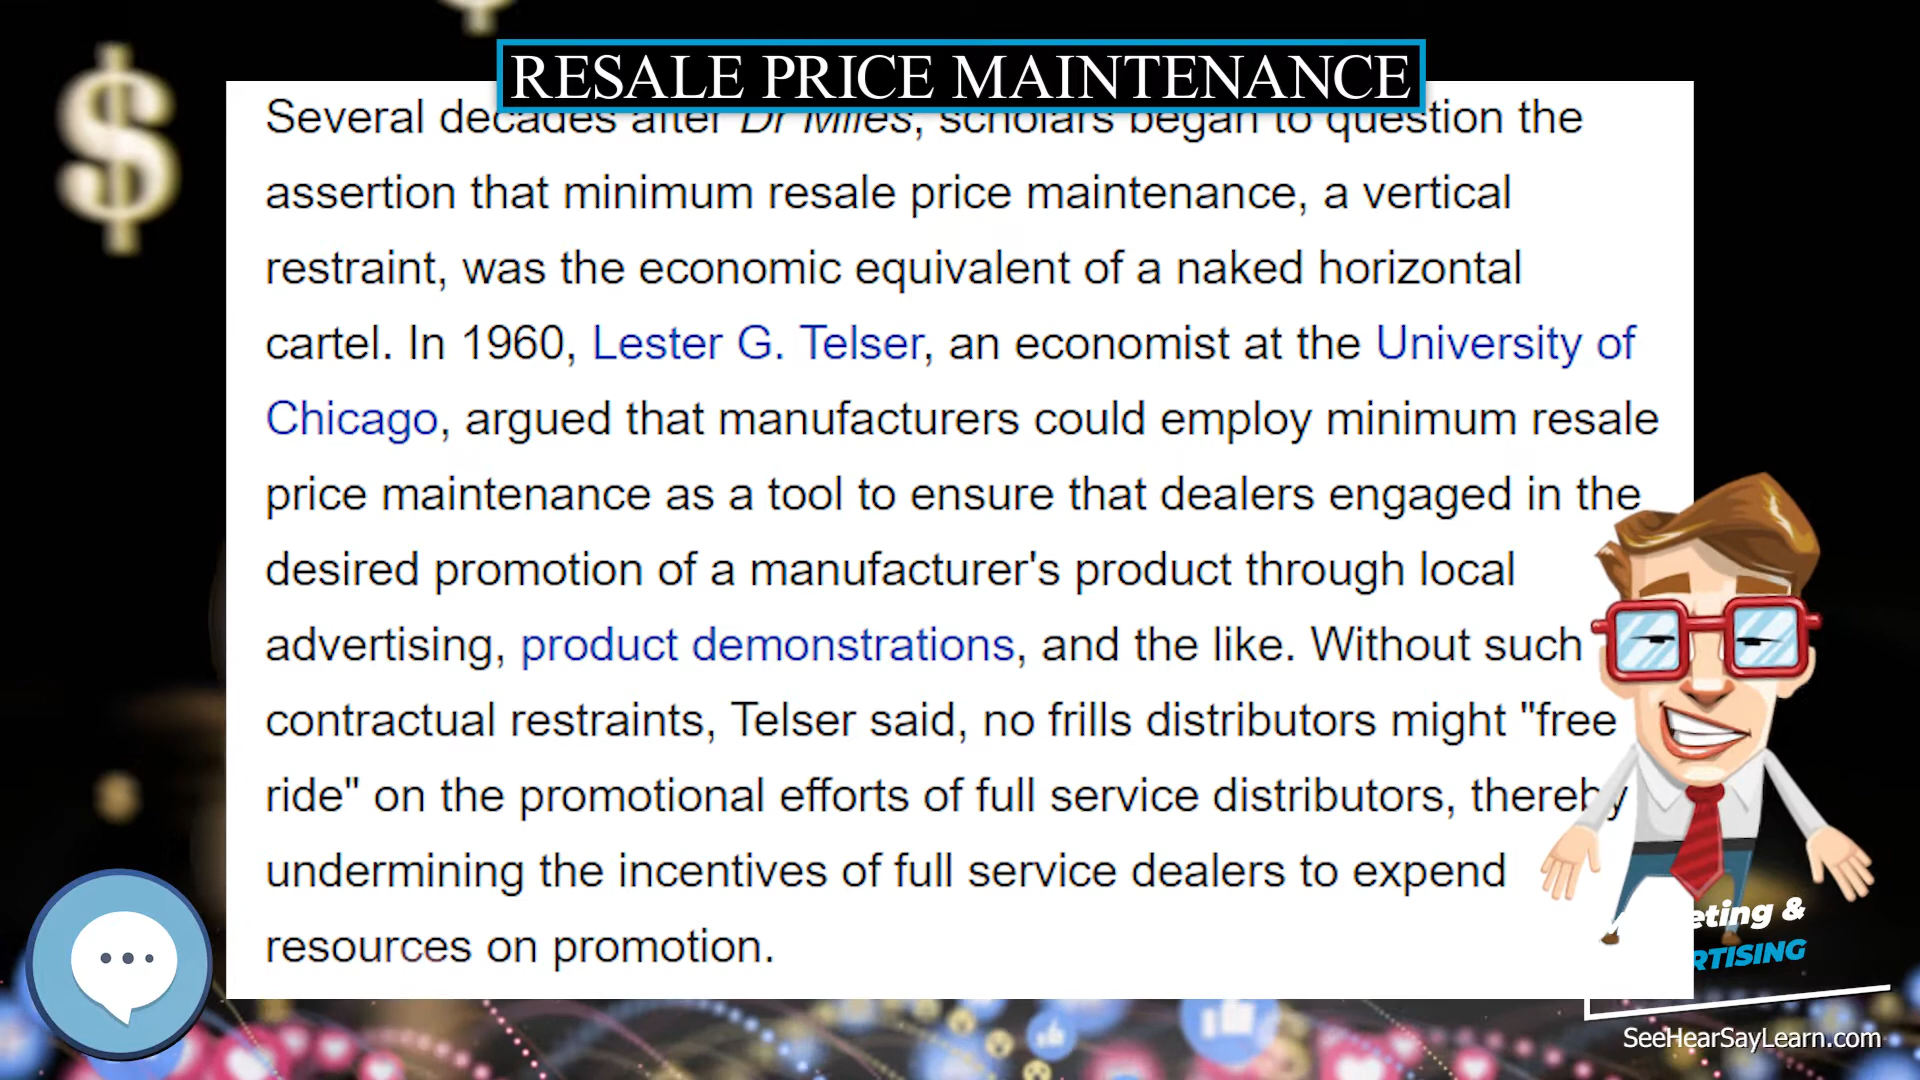 RESALE PRICE MAINTENANCE
Several decades after Dr Miles, scholars began to question the
assertion that minimum resale price maintenance, a vertical
restraint, was the economic equivalent of a naked horizontal
cartel. In 1960, Lester G. Telser, an economist at the University of
Chicago, argued that manufacturers could employ minimum resale
price maintenance as a tool to ensure that dealers engaged in the
desired promotion of a manufacturer's product through local
advertising, product demonstrations, and the like. Without such
contractual restraints, Telser said, no frills distributors might "free
ride" on the promotional efforts of full service distributors, thereby
undermining the incentives of full service dealers to expend
resources on promotion.
&
SeeHearSayLearn.com